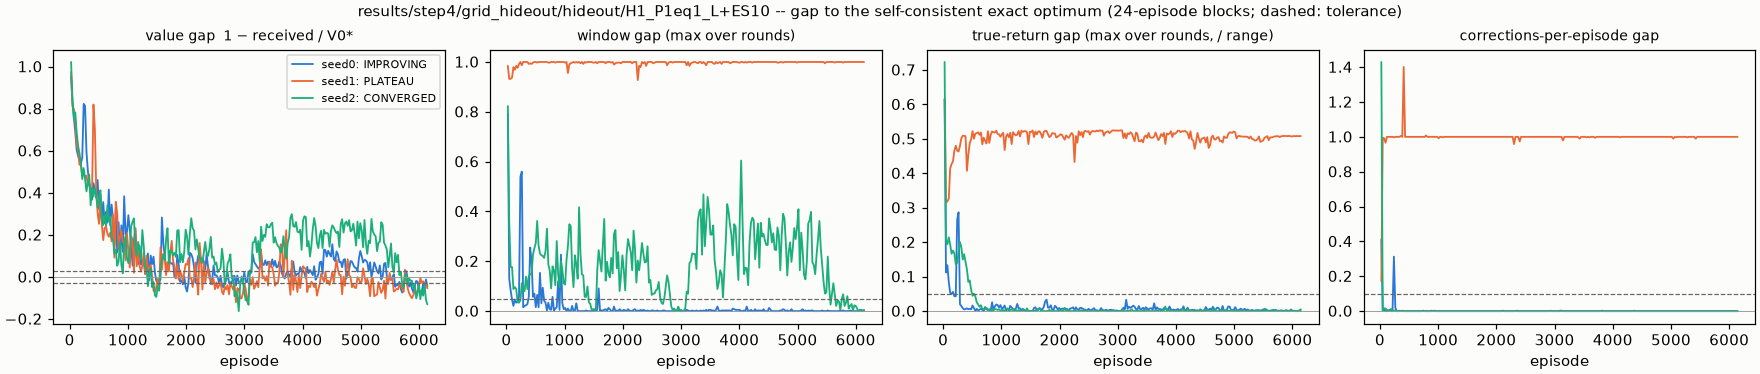 results/step4/grid_hideout/hideout/H1_P1eq1_L+ES10 -- gap to the self-consistent exact optimum (24-episode blocks; dashed: tolerance)
value gap  1 − received / V0*
1.0
0.8
0.6
0.4
0.2
0.0
−0.2
seed0: IMPROVING
seed1: PLATEAU
seed2: CONVERGED
0 1000 2000 3000 4000 5000 6000
episode
window gap (max over rounds)
1.0
0.8
0.6
0.4
0.2
0.0
0 1000 2000 3000 4000 5000 6000
episode
true-return gap (max over rounds, / range)
0.7
0.6
0.5
0.4
0.3
0.2
0.1
0.0
0 1000 2000 3000 4000 5000 6000
episode
corrections-per-episode gap
1.4
1.2
1.0
0.8
0.6
0.4
0.2
0.0
0 1000 2000 3000 4000 5000 6000
episode